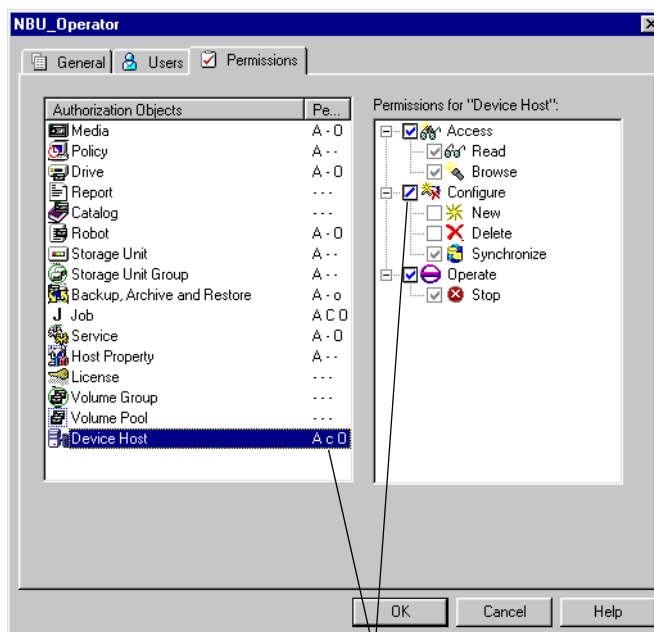 NBU_Operator
General Users Permissions
Authorization Objects Pe...
Media A - O
Policy A - -
Drive A - O
Report - - -
Catalog - - -
Robot A - O
Storage Unit A - -
Storage Unit Group A - -
Backup, Archive and Restore A - o
Job A C O
Service A - O
Host Property A - -
License - - -
Volume Group - - -
Volume Pool - - -
Device Host A c O
Permissions for "Device Host":
Access
Read
Browse
Configure
New
Delete
Synchronize
Operate
Stop
OK Cancel Help